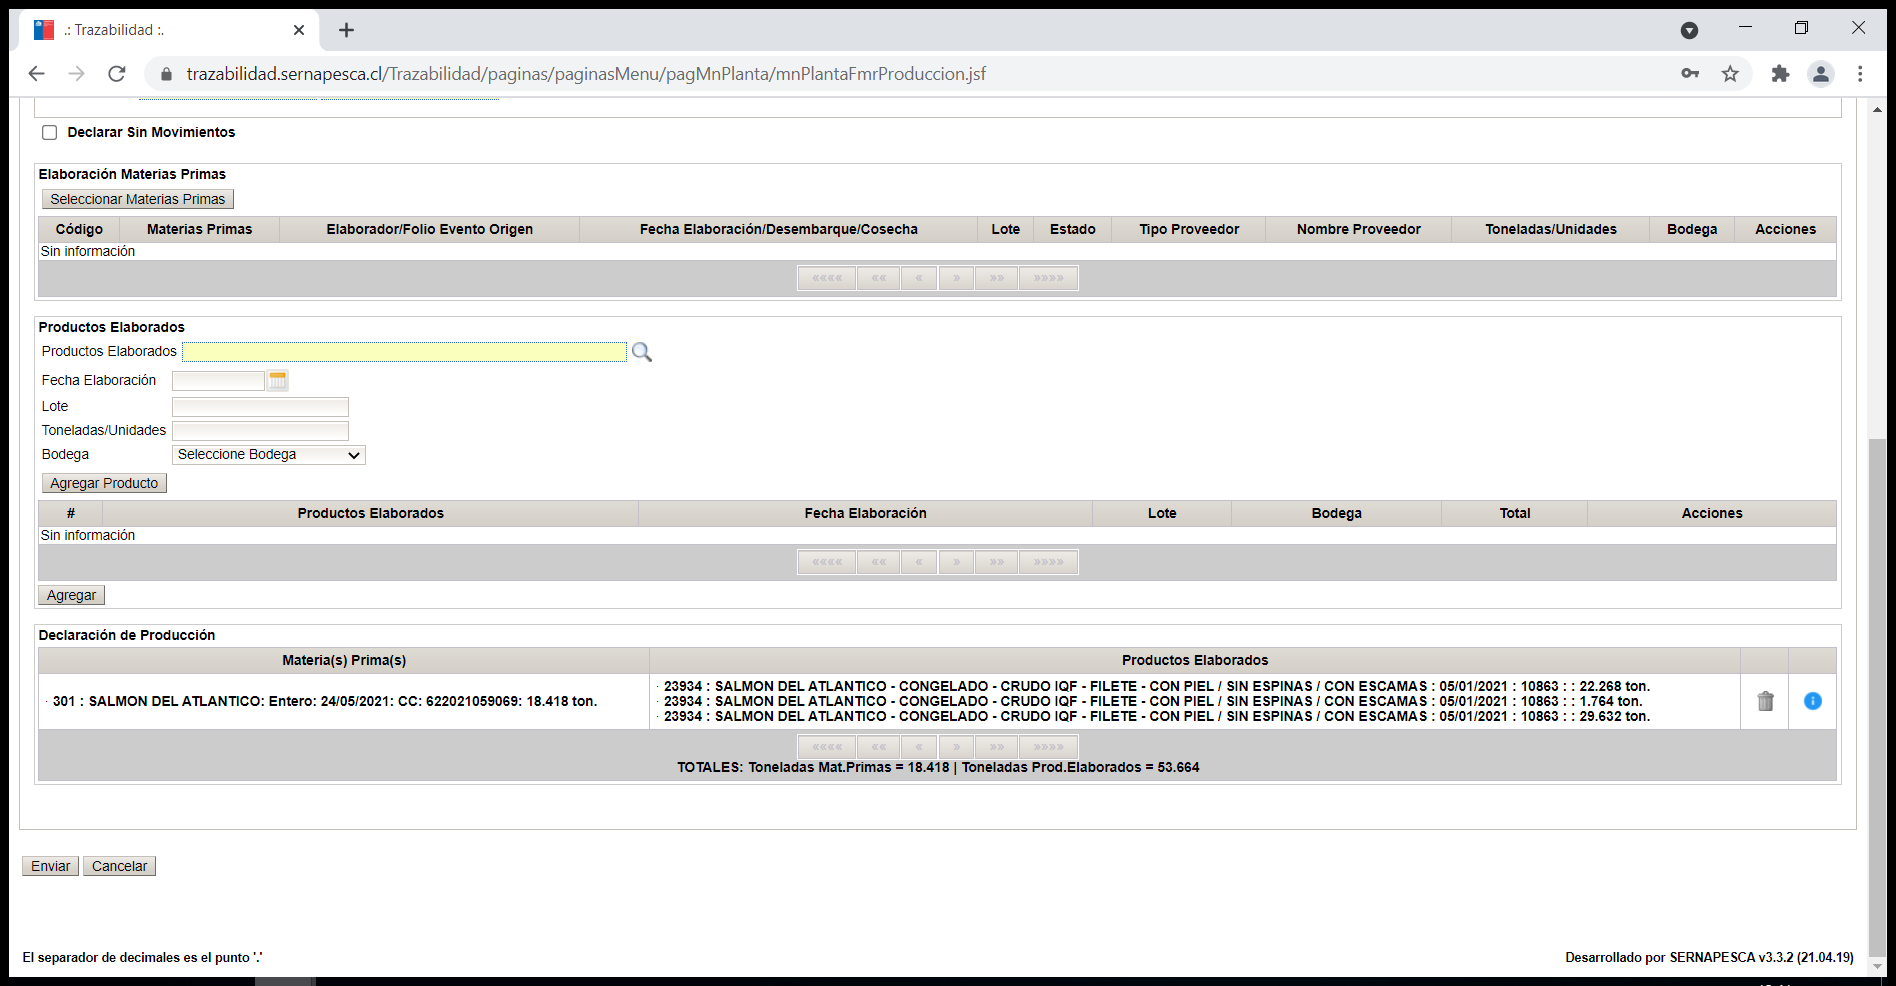 .: Trazabilidad :.
trazabilidad.sernapesca.cl/Trazabilidad/paginas/paginasMenu/pagMnPlanta/mnPlantaFmrProduccion.jsf
Declarar Sin Movimientos
Elaboración Materias Primas
Seleccionar Materias Primas
Código Materias Primas Elaborador/Folio Evento Origen Fecha Elaboración/Desembarque/Cosecha Lote Estado Tipo Proveedor Nombre Proveedor Toneladas/Unidades Bodega Acciones
Sin información
«««« «« « » »» »»»»
Productos Elaborados
Productos Elaborados
Fecha Elaboración
Lote
Toneladas/Unidades
Bodega Seleccione Bodega
Agregar Producto
# Productos Elaborados Fecha Elaboración Lote Bodega Total Acciones
Sin información
«««« «« « » »» »»»»
Agregar
Declaración de Producción
Materia(s) Prima(s) Productos Elaborados
· 301 : SALMON DEL ATLANTICO: Entero: 24/05/2021: CC: 622021059069: 18.418 ton.
· 23934 : SALMON DEL ATLANTICO - CONGELADO - CRUDO IQF - FILETE - CON PIEL / SIN ESPINAS / CON ESCAMAS : 05/01/2021 : 10863 : : 22.268 ton.
· 23934 : SALMON DEL ATLANTICO - CONGELADO - CRUDO IQF - FILETE - CON PIEL / SIN ESPINAS / CON ESCAMAS : 05/01/2021 : 10863 : : 1.764 ton.
· 23934 : SALMON DEL ATLANTICO - CONGELADO - CRUDO IQF - FILETE - CON PIEL / SIN ESPINAS / CON ESCAMAS : 05/01/2021 : 10863 : : 29.632 ton.
«««« «« « » »» »»»»
TOTALES: Toneladas Mat.Primas = 18.418 | Toneladas Prod.Elaborados = 53.664
Enviar Cancelar
El separador de decimales es el punto '.'
Desarrollado por SERNAPESCA v3.3.2 (21.04.19)